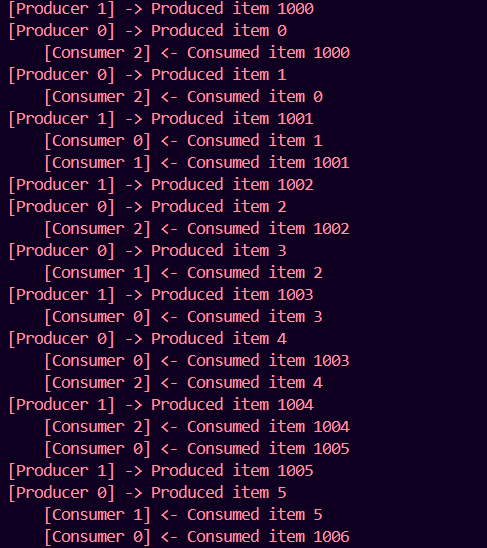 [Producer 1] -> Produced item 1000
[Producer 0] -> Produced item 0
    [Consumer 2] <- Consumed item 1000
[Producer 0] -> Produced item 1
    [Consumer 2] <- Consumed item 0
[Producer 1] -> Produced item 1001
    [Consumer 0] <- Consumed item 1
    [Consumer 1] <- Consumed item 1001
[Producer 1] -> Produced item 1002
[Producer 0] -> Produced item 2
    [Consumer 2] <- Consumed item 1002
[Producer 0] -> Produced item 3
    [Consumer 1] <- Consumed item 2
[Producer 1] -> Produced item 1003
    [Consumer 0] <- Consumed item 3
[Producer 0] -> Produced item 4
    [Consumer 0] <- Consumed item 1003
    [Consumer 2] <- Consumed item 4
[Producer 1] -> Produced item 1004
    [Consumer 2] <- Consumed item 1004
    [Consumer 0] <- Consumed item 1005
[Producer 1] -> Produced item 1005
[Producer 0] -> Produced item 5
    [Consumer 1] <- Consumed item 5
    [Consumer 0] <- Consumed item 1006